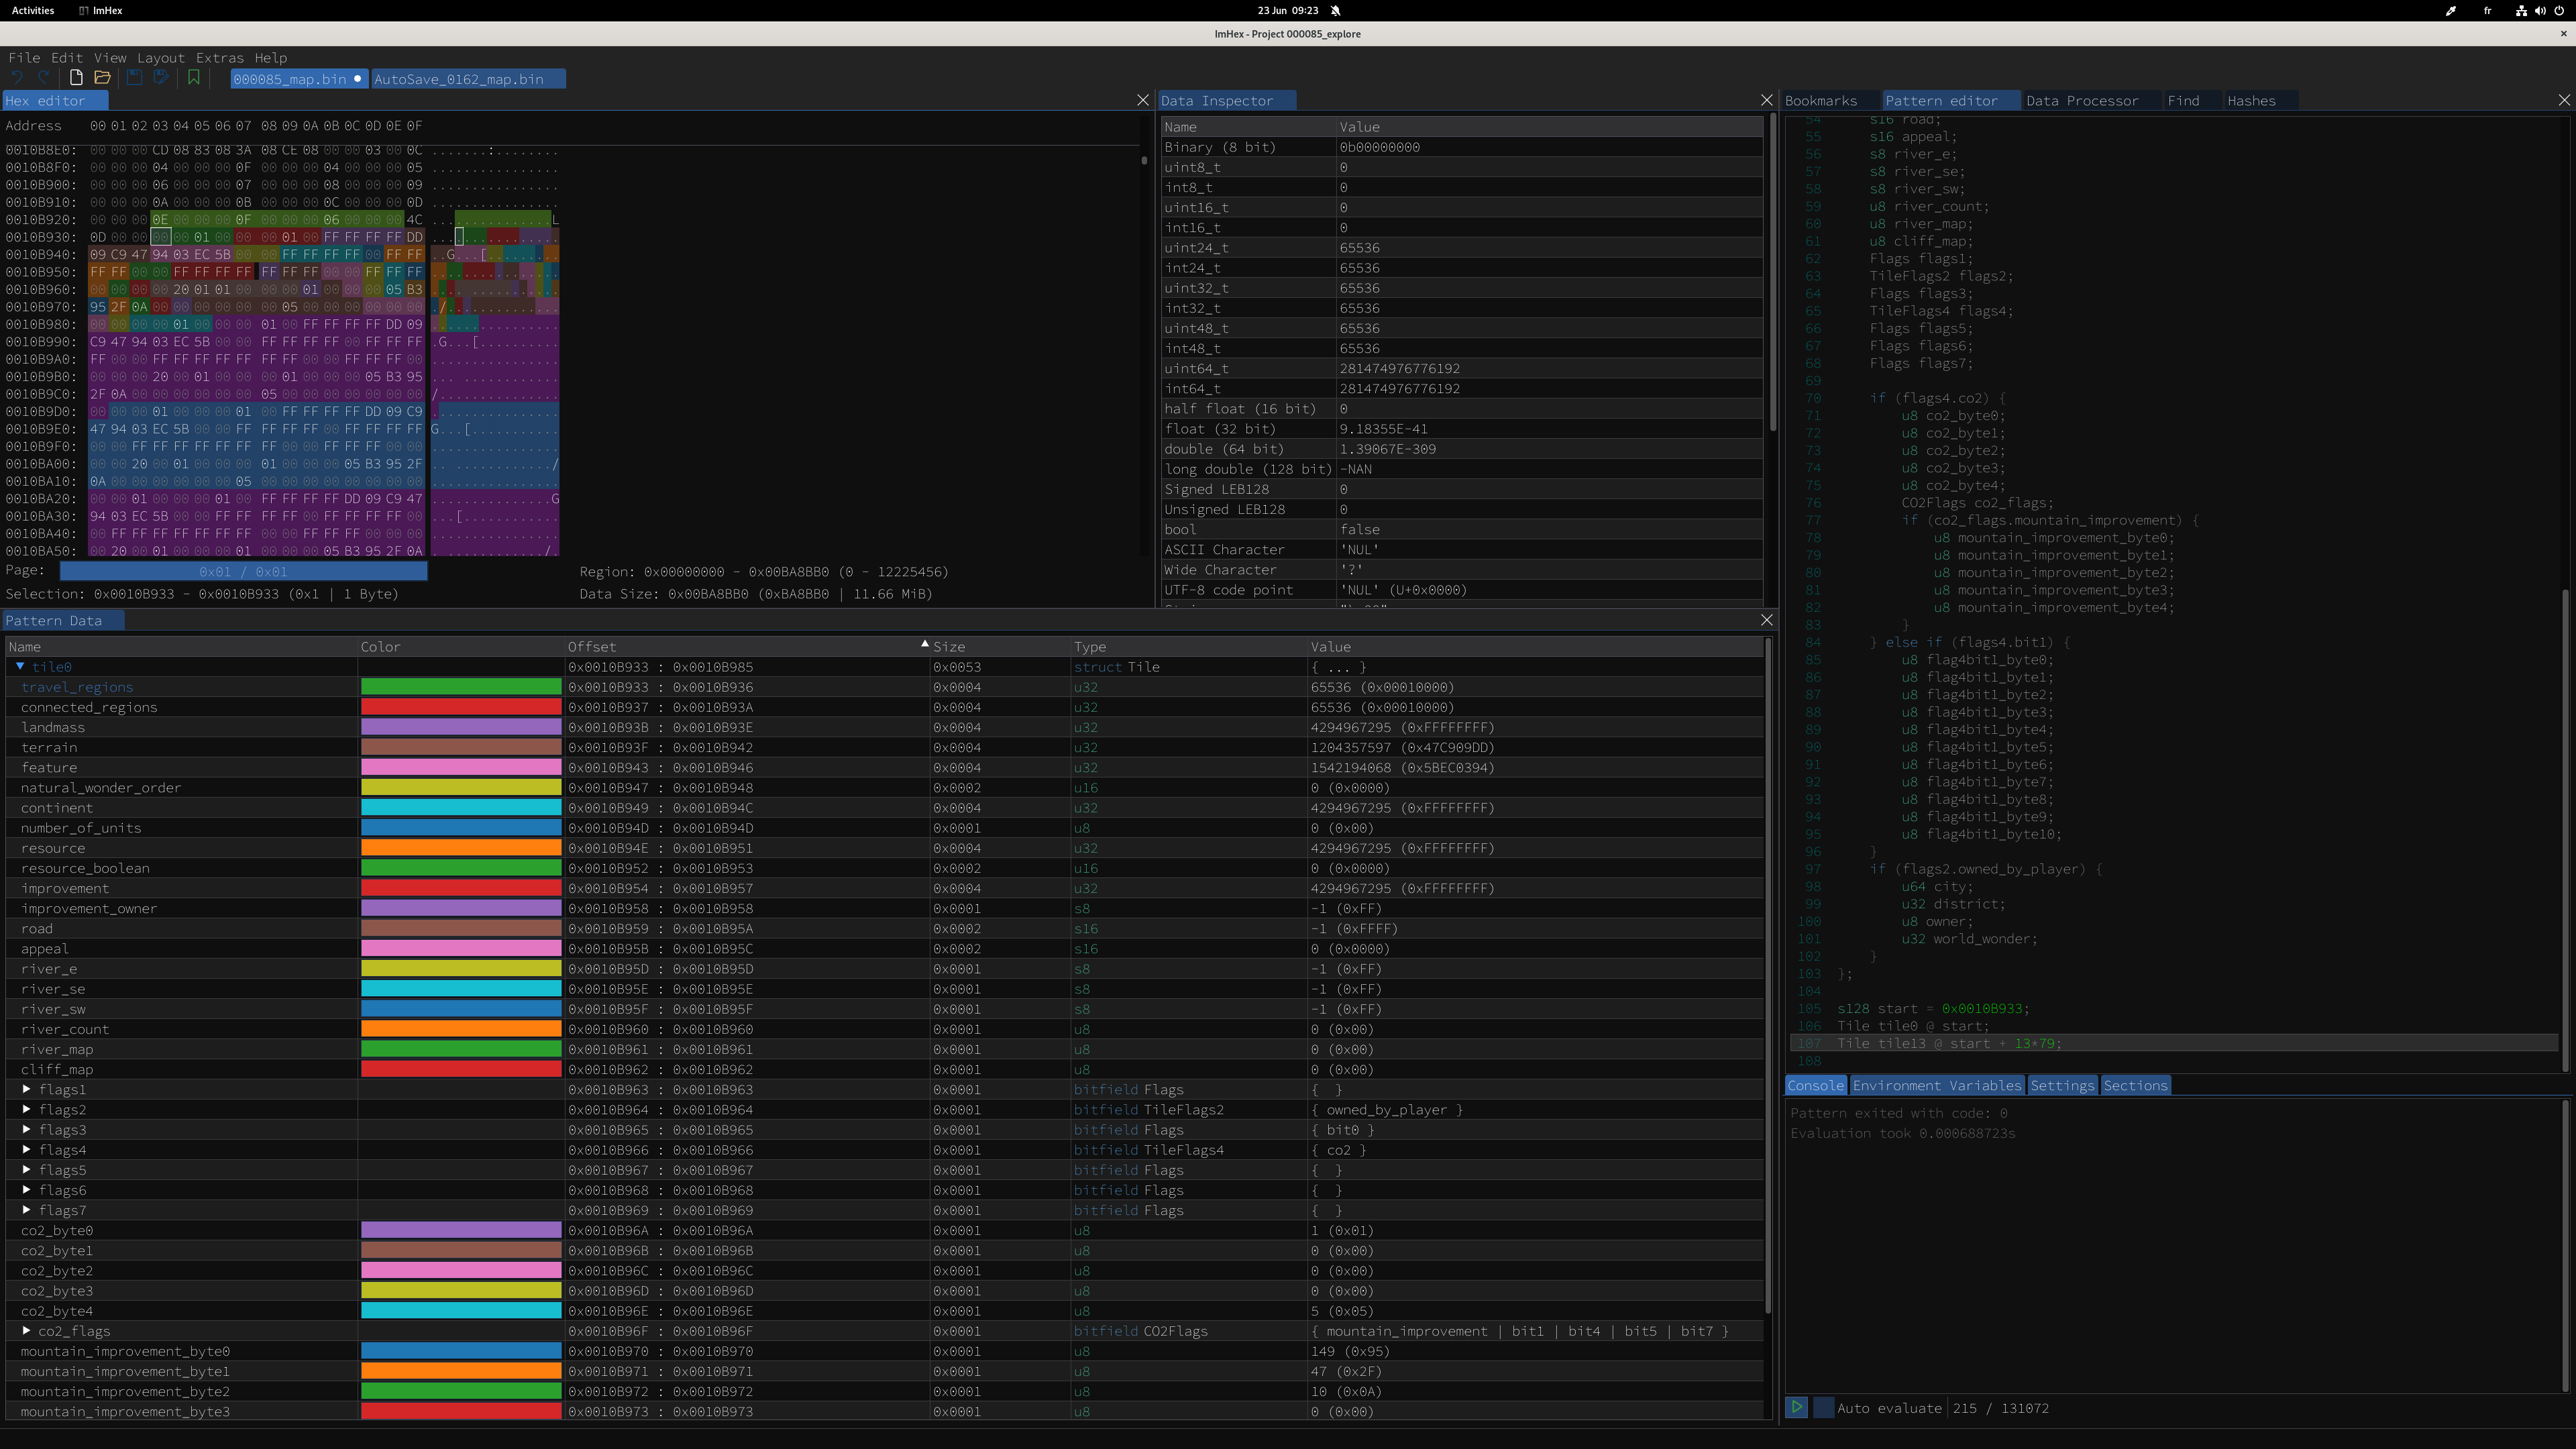 Activities ImHex 23 Jun 09:23 fr
ImHex - Project 000085_explore
File Edit View Layout Extras Help
000085_map.bin AutoSave_0162_map.bin
Hex editor
Address 00 01 02 03 04 05 06 07 08 09 0A 0B 0C 0D 0E 0F
0010B8E0: 00 00 00 CD 08 83 08 3A 08 CE 08 00 00 03 00 0C .......:........
0010B8F0: 00 00 00 04 00 00 00 0F 00 00 00 04 00 00 00 05 ................
0010B900: 00 00 00 06 00 00 00 07 00 00 00 08 00 00 00 09 ................
0010B910: 00 00 00 0A 00 00 00 0B 00 00 00 0C 00 00 00 0D ................
0010B920: 00 00 00 0E 00 00 00 0F 00 00 00 06 00 00 00 4C ...............L
0010B930: 0D 00 00 00 00 01 00 00 00 01 00 FF FF FF FF DD ................
0010B940: 09 C9 47 94 03 EC 5B 00 00 FF FF FF FF 00 FF FF ..G...[.........
0010B950: FF FF 00 00 FF FF FF FF FF FF FF 00 00 FF FF FF ................
0010B960: 00 00 00 00 20 01 01 00 00 00 01 00 00 00 05 B3 .... ...........
0010B970: 95 2F 0A 00 00 00 00 00 00 05 00 00 00 00 00 00 ./..............
0010B980: 00 00 00 00 01 00 00 00 01 00 FF FF FF FF DD 09 ................
0010B990: C9 47 94 03 EC 5B 00 00 FF FF FF FF 00 FF FF FF .G...[..........
0010B9A0: FF 00 00 FF FF FF FF FF FF FF 00 00 FF FF FF 00 ................
0010B9B0: 00 00 00 20 00 01 00 00 00 01 00 00 00 05 B3 95 ... ............
0010B9C0: 2F 0A 00 00 00 00 00 00 05 00 00 00 00 00 00 00 /...............
0010B9D0: 00 00 00 01 00 00 00 01 00 FF FF FF FF DD 09 C9 ................
0010B9E0: 47 94 03 EC 5B 00 00 FF FF FF FF 00 FF FF FF FF G...[...........
0010B9F0: 00 00 FF FF FF FF FF FF FF 00 00 FF FF FF 00 00 ................
0010BA00: 00 00 20 00 01 00 00 00 01 00 00 00 05 B3 95 2F .. ............/
0010BA10: 0A 00 00 00 00 00 00 05 00 00 00 00 00 00 00 00 ................
0010BA20: 00 00 01 00 00 00 01 00 FF FF FF FF DD 09 C9 47 ...............G
0010BA30: 94 03 EC 5B 00 00 FF FF FF FF 00 FF FF FF FF 00 ...[............
0010BA40: 00 FF FF FF FF FF FF FF 00 00 FF FF FF 00 00 00 ................
0010BA50: 00 20 00 01 00 00 00 01 00 00 00 05 B3 95 2F 0A . ............/.
Page: 0x01 / 0x01 Region: 0x00000000 - 0x00BA8BB0 (0 - 12225456)
Selection: 0x0010B933 - 0x0010B933 (0x1 | 1 Byte) Data Size: 0x00BA8BB0 (0xBA8BB0 | 11.66 MiB)
Data Inspector
Name Value
Binary (8 bit) 0b00000000
uint8_t 0
int8_t 0
uint16_t 0
int16_t 0
uint24_t 65536
int24_t 65536
uint32_t 65536
int32_t 65536
uint48_t 65536
int48_t 65536
uint64_t 281474976776192
int64_t 281474976776192
half float (16 bit) 0
float (32 bit) 9.18355E-41
double (64 bit) 1.39067E-309
long double (128 bit) -NAN
Signed LEB128 0
Unsigned LEB128 0
bool false
ASCII Character 'NUL'
Wide Character '?'
UTF-8 code point 'NUL' (U+0x0000)
Pattern Data
Name Color Offset Size Type Value
tile0 0x0010B933 : 0x0010B985 0x0053 struct Tile { ... }
travel_regions 0x0010B933 : 0x0010B936 0x0004 u32 65536 (0x00010000)
connected_regions 0x0010B937 : 0x0010B93A 0x0004 u32 65536 (0x00010000)
landmass 0x0010B93B : 0x0010B93E 0x0004 u32 4294967295 (0xFFFFFFFF)
terrain 0x0010B93F : 0x0010B942 0x0004 u32 1204357597 (0x47C909DD)
feature 0x0010B943 : 0x0010B946 0x0004 u32 1542194068 (0x5BEC0394)
natural_wonder_order 0x0010B947 : 0x0010B948 0x0002 u16 0 (0x0000)
continent 0x0010B949 : 0x0010B94C 0x0004 u32 4294967295 (0xFFFFFFFF)
number_of_units 0x0010B94D : 0x0010B94D 0x0001 u8 0 (0x00)
resource 0x0010B94E : 0x0010B951 0x0004 u32 4294967295 (0xFFFFFFFF)
resource_boolean 0x0010B952 : 0x0010B953 0x0002 u16 0 (0x0000)
improvement 0x0010B954 : 0x0010B957 0x0004 u32 4294967295 (0xFFFFFFFF)
improvement_owner 0x0010B958 : 0x0010B958 0x0001 s8 -1 (0xFF)
road 0x0010B959 : 0x0010B95A 0x0002 s16 -1 (0xFFFF)
appeal 0x0010B95B : 0x0010B95C 0x0002 s16 0 (0x0000)
river_e 0x0010B95D : 0x0010B95D 0x0001 s8 -1 (0xFF)
river_se 0x0010B95E : 0x0010B95E 0x0001 s8 -1 (0xFF)
river_sw 0x0010B95F : 0x0010B95F 0x0001 s8 -1 (0xFF)
river_count 0x0010B960 : 0x0010B960 0x0001 u8 0 (0x00)
river_map 0x0010B961 : 0x0010B961 0x0001 u8 0 (0x00)
cliff_map 0x0010B962 : 0x0010B962 0x0001 u8 0 (0x00)
flags1 0x0010B963 : 0x0010B963 0x0001 bitfield Flags { }
flags2 0x0010B964 : 0x0010B964 0x0001 bitfield TileFlags2 { owned_by_player }
flags3 0x0010B965 : 0x0010B965 0x0001 bitfield Flags { bit0 }
flags4 0x0010B966 : 0x0010B966 0x0001 bitfield TileFlags4 { co2 }
flags5 0x0010B967 : 0x0010B967 0x0001 bitfield Flags { }
flags6 0x0010B968 : 0x0010B968 0x0001 bitfield Flags { }
flags7 0x0010B969 : 0x0010B969 0x0001 bitfield Flags { }
co2_byte0 0x0010B96A : 0x0010B96A 0x0001 u8 1 (0x01)
co2_byte1 0x0010B96B : 0x0010B96B 0x0001 u8 0 (0x00)
co2_byte2 0x0010B96C : 0x0010B96C 0x0001 u8 0 (0x00)
co2_byte3 0x0010B96D : 0x0010B96D 0x0001 u8 0 (0x00)
co2_byte4 0x0010B96E : 0x0010B96E 0x0001 u8 5 (0x05)
co2_flags 0x0010B96F : 0x0010B96F 0x0001 bitfield CO2Flags { mountain_improvement | bit1 | bit4 | bit5 | bit7 }
mountain_improvement_byte0 0x0010B970 : 0x0010B970 0x0001 u8 149 (0x95)
mountain_improvement_byte1 0x0010B971 : 0x0010B971 0x0001 u8 47 (0x2F)
mountain_improvement_byte2 0x0010B972 : 0x0010B972 0x0001 u8 10 (0x0A)
mountain_improvement_byte3 0x0010B973 : 0x0010B973 0x0001 u8 0 (0x00)
Bookmarks Pattern editor Data Processor Find Hashes
54 s16 road;
55 s16 appeal;
56 s8 river_e;
57 s8 river_se;
58 s8 river_sw;
59 u8 river_count;
60 u8 river_map;
61 u8 cliff_map;
62 Flags flags1;
63 TileFlags2 flags2;
64 Flags flags3;
65 TileFlags4 flags4;
66 Flags flags5;
67 Flags flags6;
68 Flags flags7;
69
70 if (flags4.co2) {
71 u8 co2_byte0;
72 u8 co2_byte1;
73 u8 co2_byte2;
74 u8 co2_byte3;
75 u8 co2_byte4;
76 CO2Flags co2_flags;
77 if (co2_flags.mountain_improvement) {
78 u8 mountain_improvement_byte0;
79 u8 mountain_improvement_byte1;
80 u8 mountain_improvement_byte2;
81 u8 mountain_improvement_byte3;
82 u8 mountain_improvement_byte4;
83 }
84 } else if (flags4.bit1) {
85 u8 flag4bit1_byte0;
86 u8 flag4bit1_byte1;
87 u8 flag4bit1_byte2;
88 u8 flag4bit1_byte3;
89 u8 flag4bit1_byte4;
90 u8 flag4bit1_byte5;
91 u8 flag4bit1_byte6;
92 u8 flag4bit1_byte7;
93 u8 flag4bit1_byte8;
94 u8 flag4bit1_byte9;
95 u8 flag4bit1_byte10;
96 }
97 if (flags2.owned_by_player) {
98 u64 city;
99 u32 district;
100 u8 owner;
101 u32 world_wonder;
102 }
103 };
104
105 s128 start = 0x0010B933;
106 Tile tile0 @ start;
107 Tile tile13 @ start + 13*79;
108
Console Environment Variables Settings Sections
Pattern exited with code: 0
Evaluation took 0.000688723s
Auto evaluate 215 / 131072